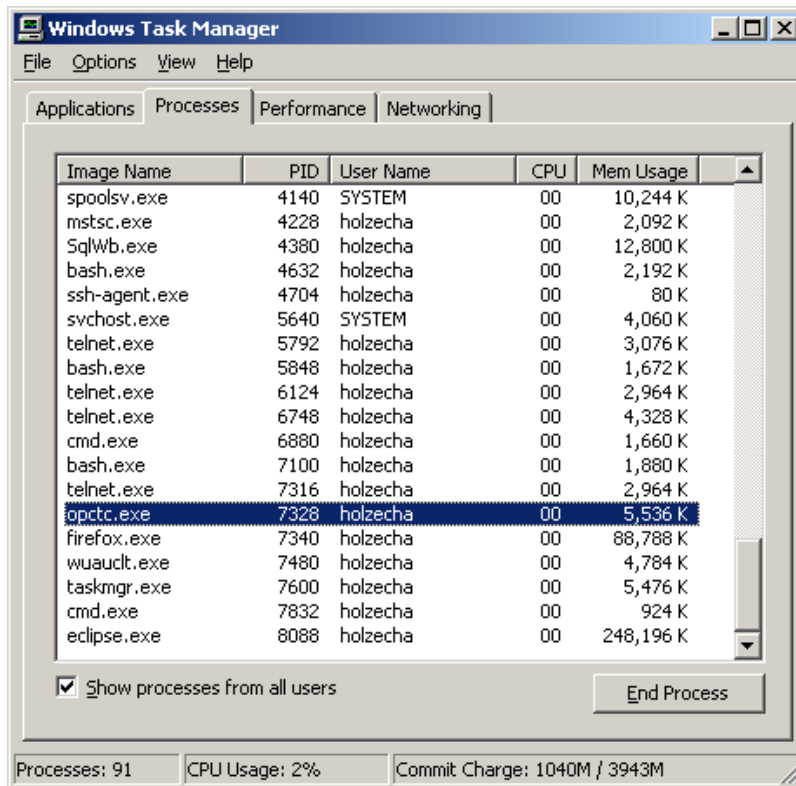 Windows Task Manager
File Options View Help
Applications Processes Performance Networking
Image Name PID User Name CPU Mem Usage
spoolsv.exe 4140 SYSTEM 00 10,244 K
mstsc.exe 4228 holzecha 00 2,092 K
SqlWb.exe 4380 holzecha 00 12,800 K
bash.exe 4632 holzecha 00 2,192 K
ssh-agent.exe 4704 holzecha 00 80 K
svchost.exe 5640 SYSTEM 00 4,060 K
telnet.exe 5792 holzecha 00 3,076 K
bash.exe 5848 holzecha 00 1,672 K
telnet.exe 6124 holzecha 00 2,964 K
telnet.exe 6748 holzecha 00 4,328 K
cmd.exe 6880 holzecha 00 1,660 K
bash.exe 7100 holzecha 00 1,880 K
telnet.exe 7316 holzecha 00 2,964 K
opctc.exe 7328 holzecha 00 5,536 K
firefox.exe 7340 holzecha 00 88,788 K
wuauclt.exe 7480 holzecha 00 4,784 K
taskmgr.exe 7600 holzecha 00 5,476 K
cmd.exe 7832 holzecha 00 924 K
eclipse.exe 8088 holzecha 00 248,196 K
Show processes from all users
End Process
Processes: 91 CPU Usage: 2% Commit Charge: 1040M / 3943M